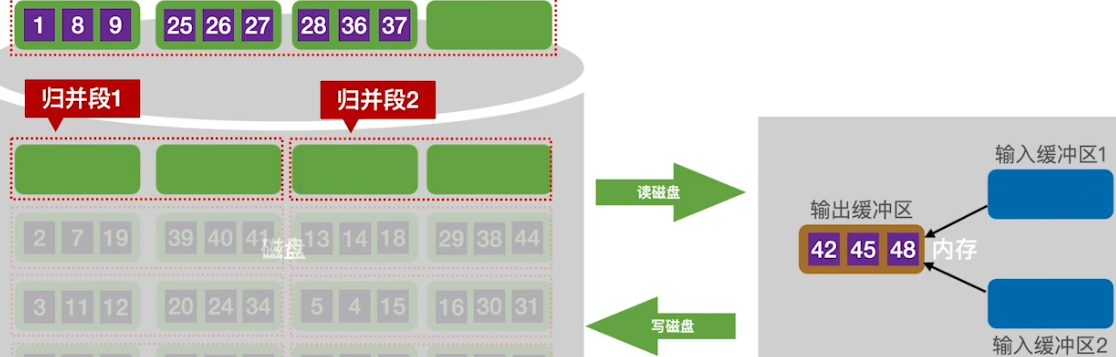 1 8 9 25 26 27 28 36 37
归并段1 归并段2
输入缓冲区1
读磁盘
输出缓冲区
2 7 19 39 40 41 13 14 18 29 38 44
磁盘
42 45 48
内存
3 11 12 20 24 34 5 4 15 16 30 31
写磁盘
输入缓冲区2